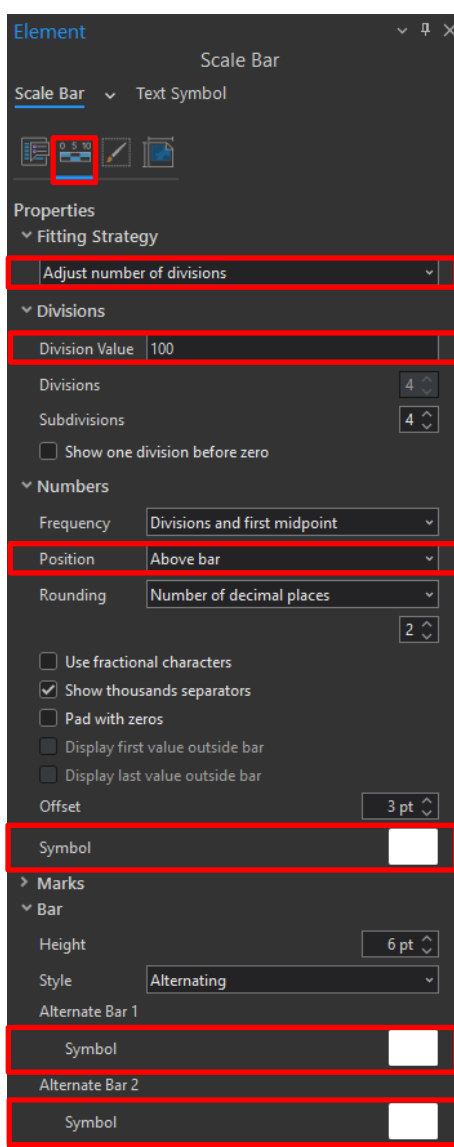 Element
Scale Bar
Scale Bar Text Symbol
0 5 10
Properties
Fitting Strategy
Adjust number of divisions
Divisions
Division Value 100
Divisions 4
Subdivisions 4
Show one division before zero
Numbers
Frequency Divisions and first midpoint
Position Above bar
Rounding Number of decimal places
2
Use fractional characters
Show thousands separators
Pad with zeros
Display first value outside bar
Display last value outside bar
Offset 3 pt
Symbol
Marks
Bar
Height 6 pt
Style Alternating
Alternate Bar 1
Symbol
Alternate Bar 2
Symbol